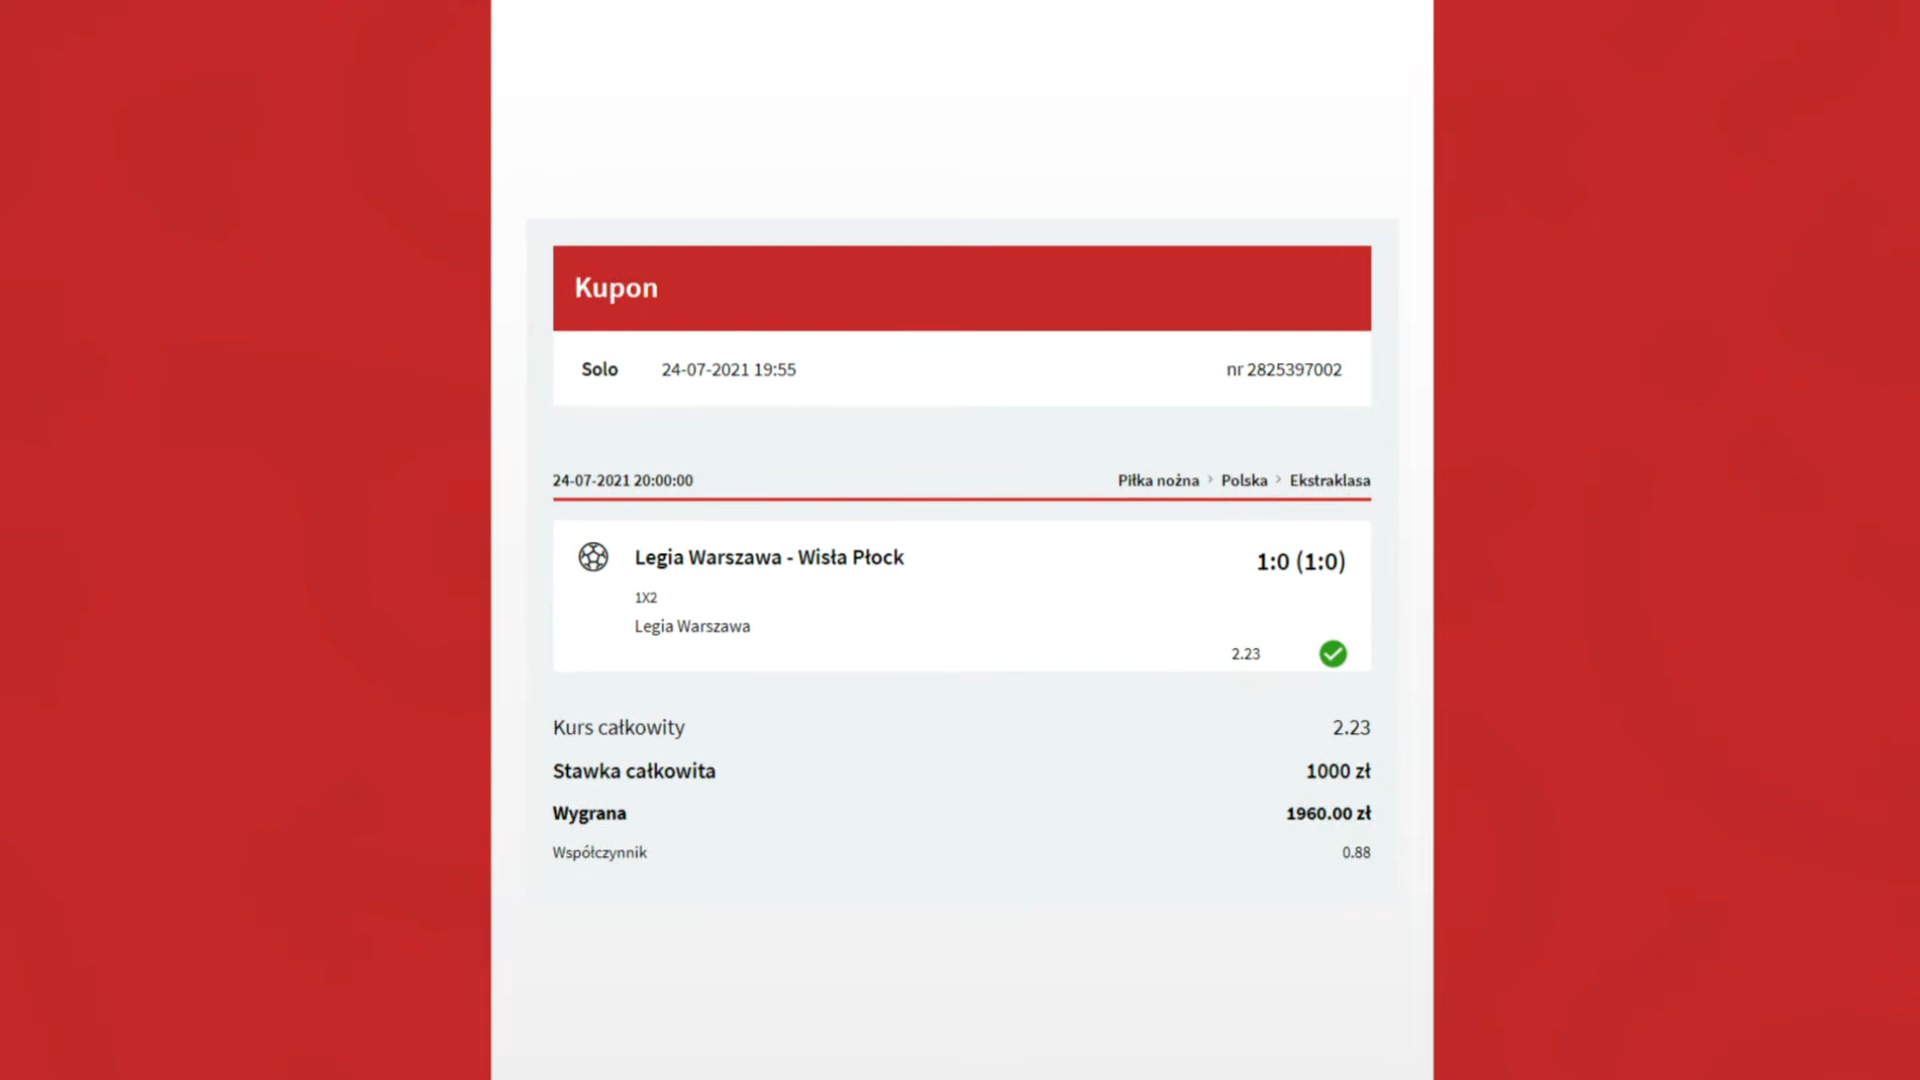 Kupon
Solo 24-07-2021 19:55 nr 2825397002
24-07-2021 20:00:00 Piłka nożna > Polska > Ekstraklasa
Legia Warszawa - Wisła Płock 1:0 (1:0)
1X2
Legia Warszawa
2.23
Kurs całkowity 2.23
Stawka całkowita 1000 zł
Wygrana 1960.00 zł
Współczynnik 0.88